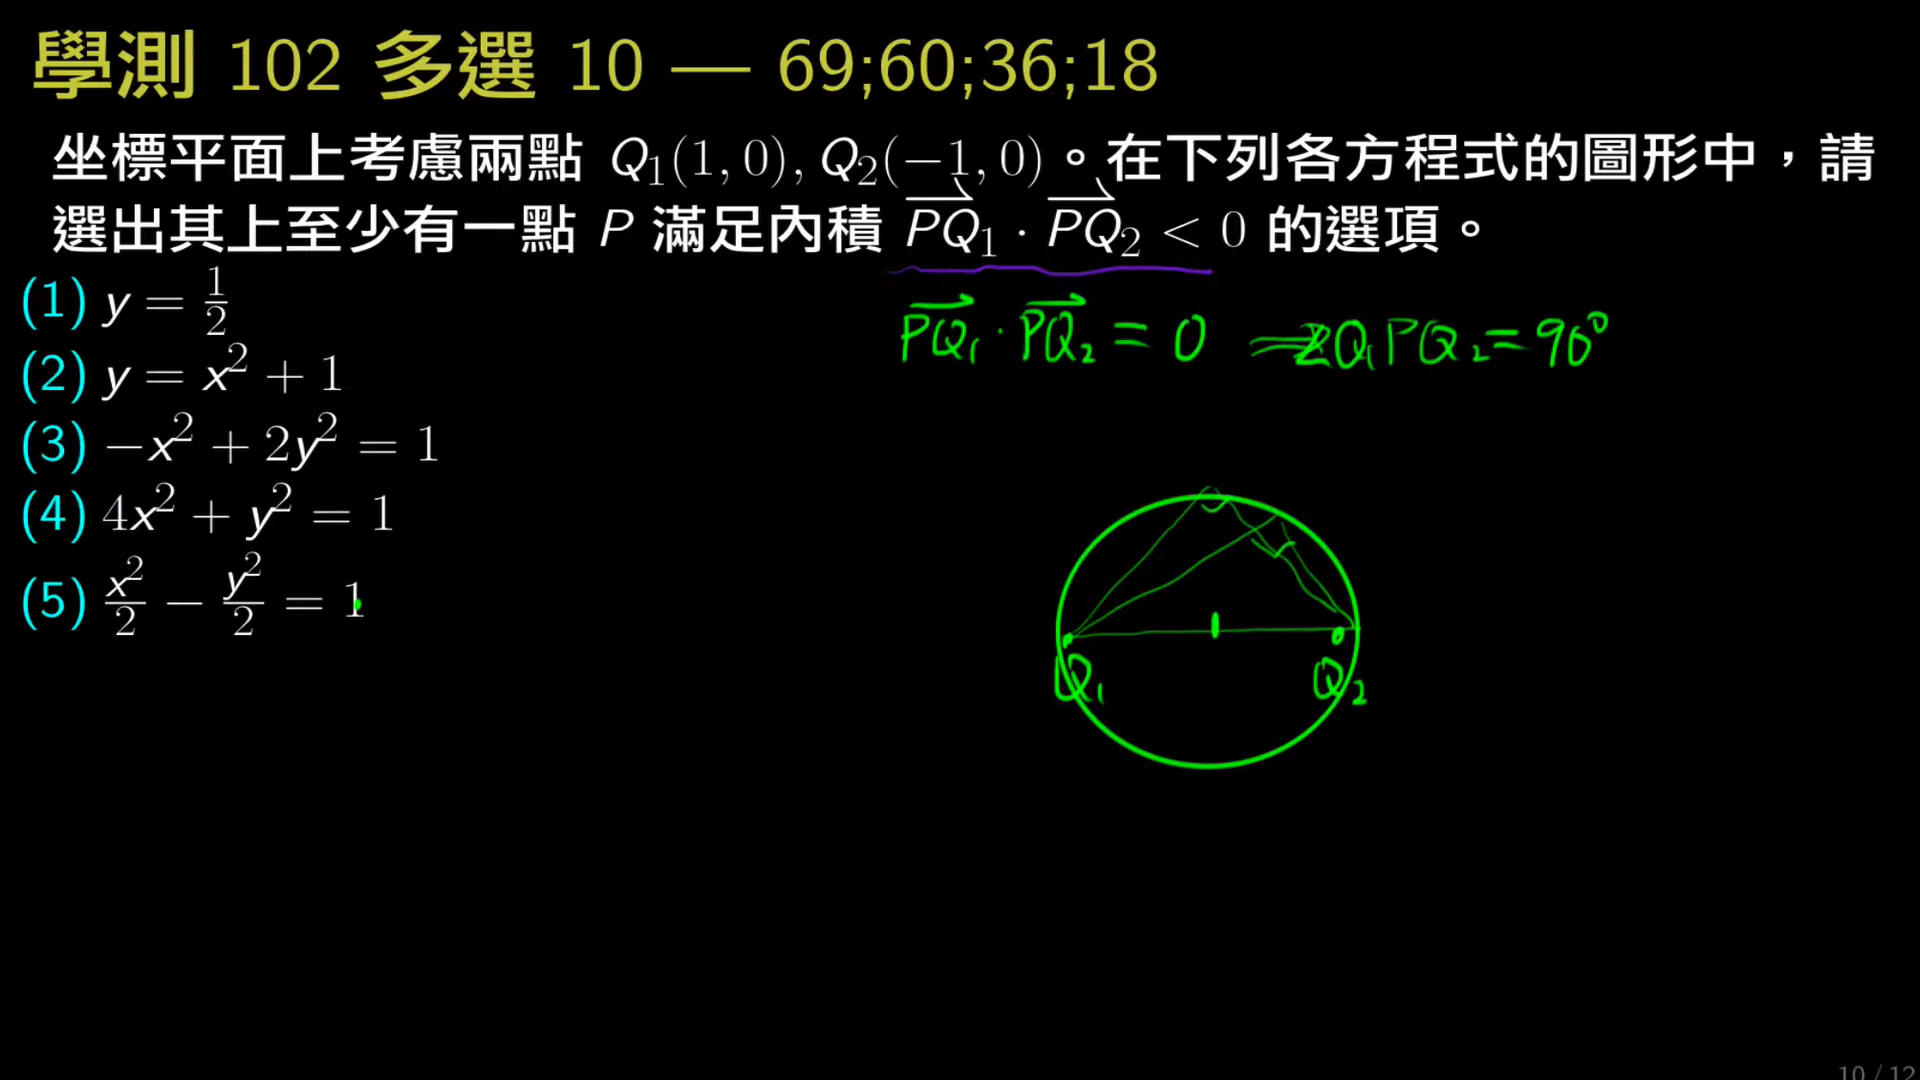 學測 102 多選 10 — 69;60;36;18
坐標平面上考慮兩點 Q₁(1, 0), Q₂(−1, 0)。在下列各方程式的圖形中，請
選出其上至少有一點 P 滿足內積 \overrightarrow{PQ₁} · \overrightarrow{PQ₂} < 0 的選項。
(1) y = 1/2
(2) y = x² + 1
(3) −x² + 2y² = 1
(4) 4x² + y² = 1
(5) x²/2 − y²/2 = 1
\overrightarrow{PQ₁} · \overrightarrow{PQ₂} = 0 ⇒ ∠Q₁PQ₂ = 90°
Q₁ Q₂
10 / 12